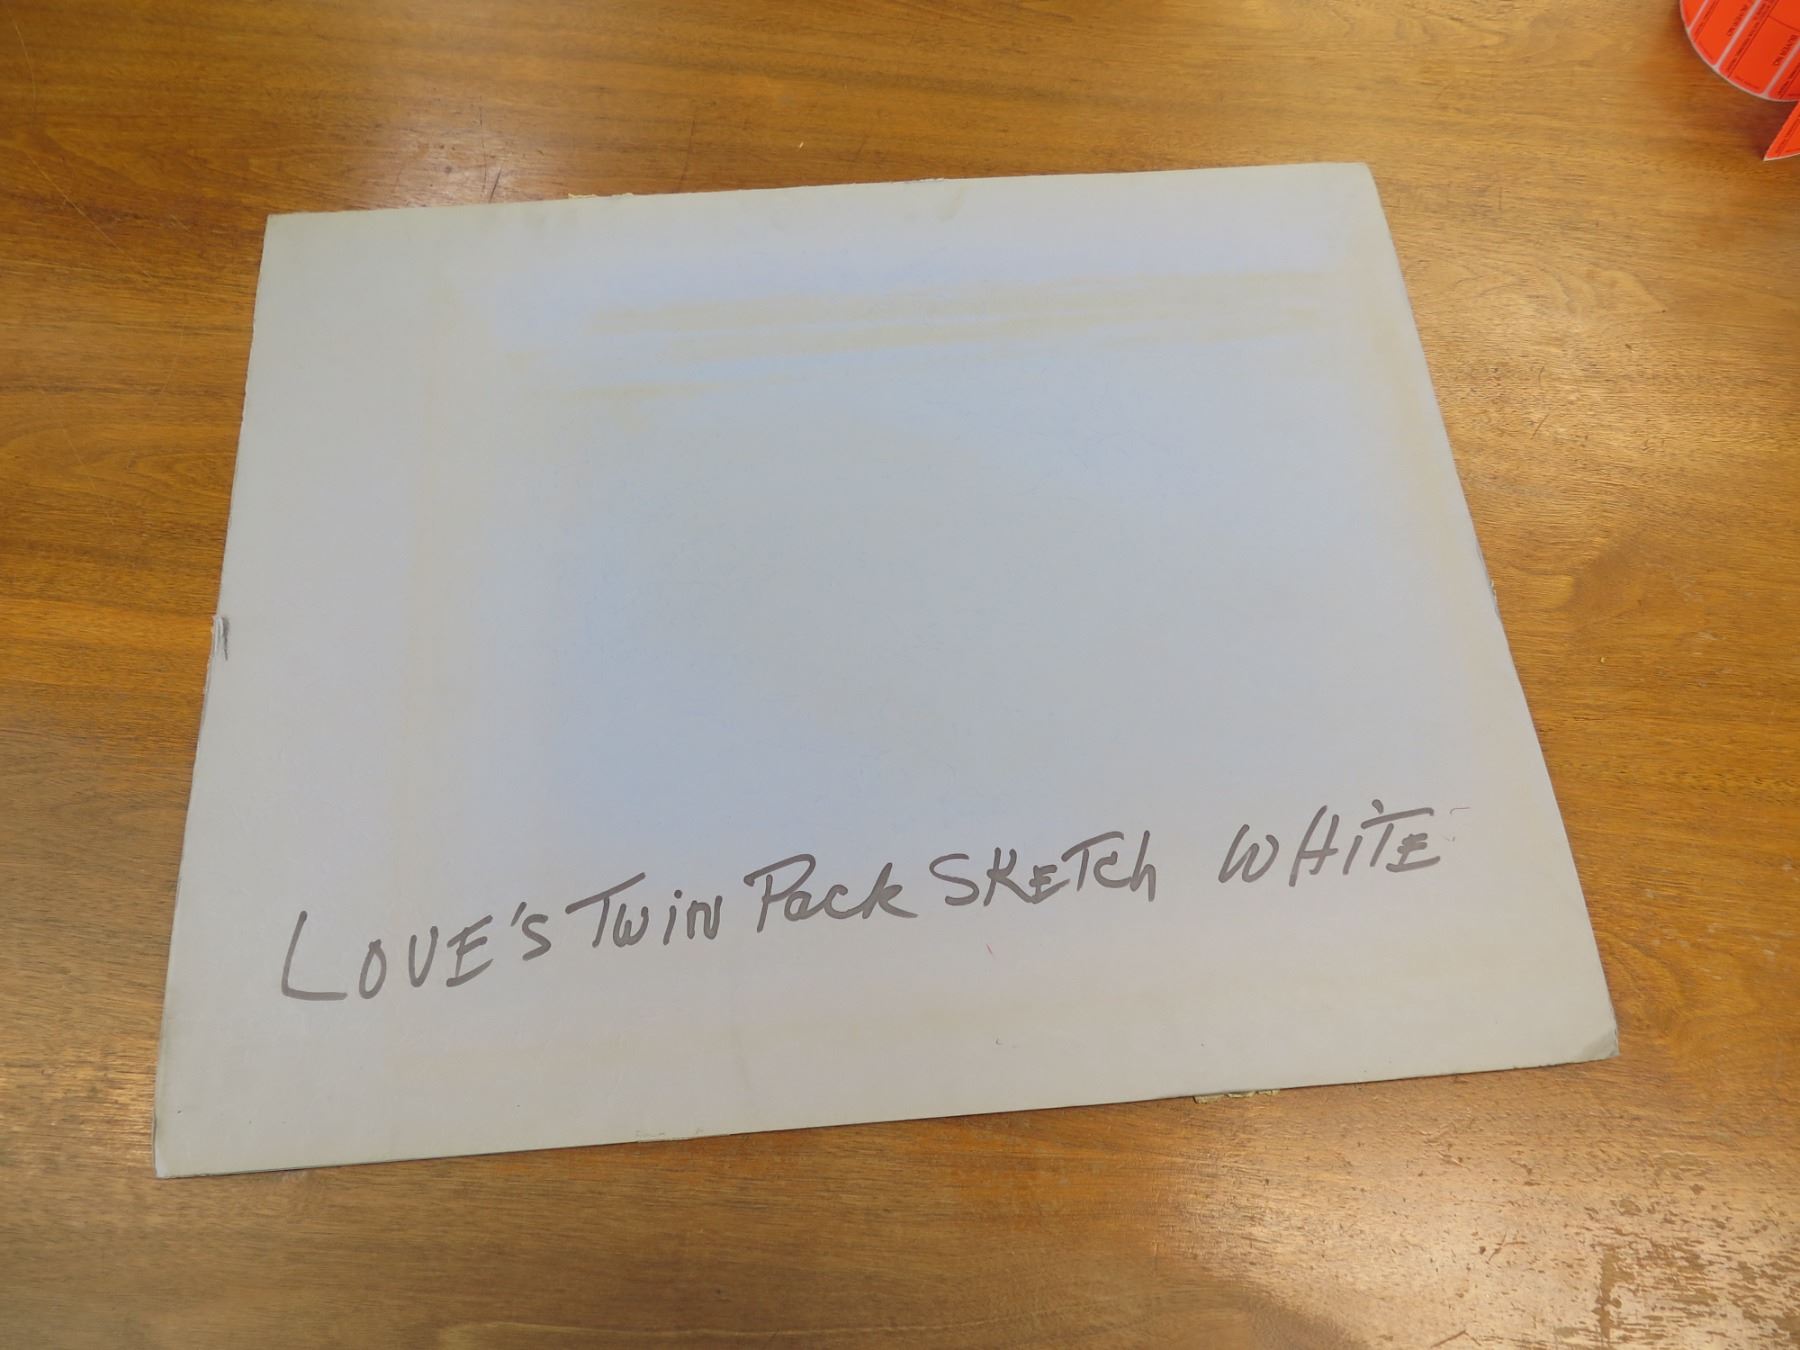 LOVE'S TWIN PACK SKETCH WHITE